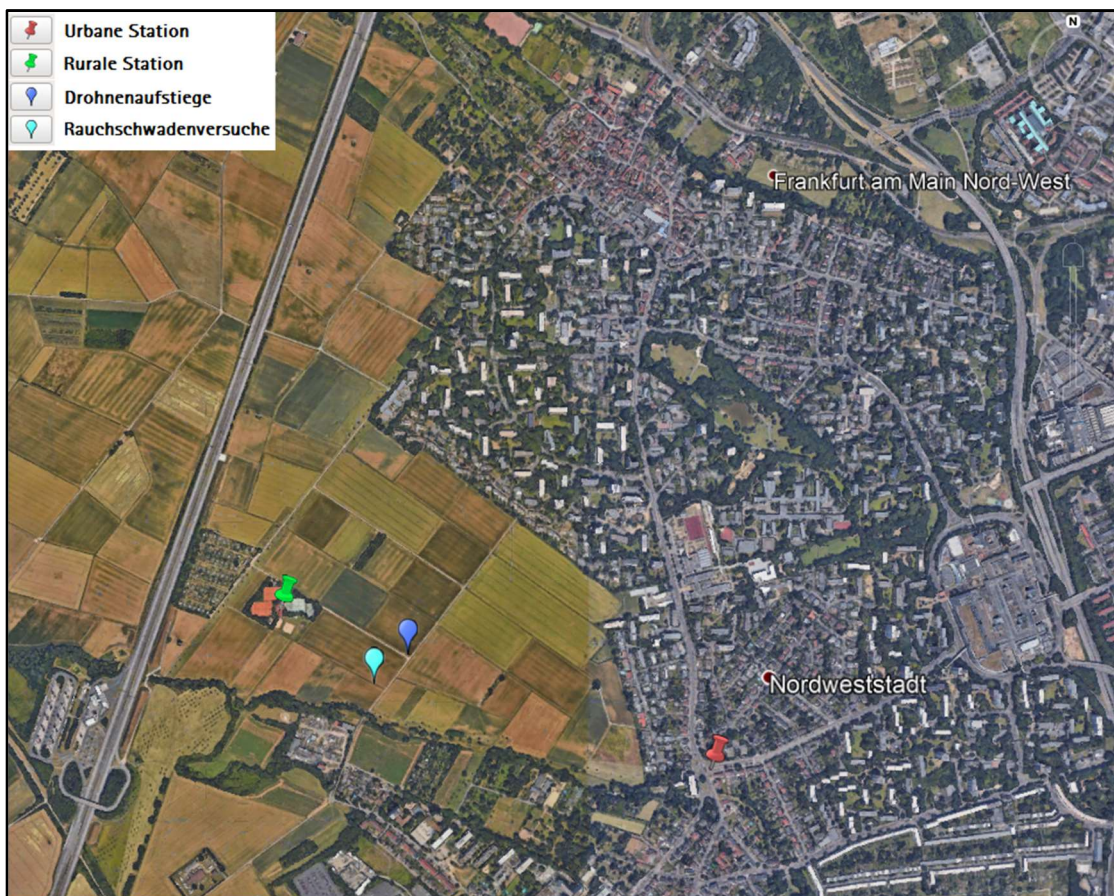 Urbane Station
Rurale Station
Drohnenaufstiege
Rauchschwadenversuche
N
Frankfurt am Main Nord-West
Nordweststadt